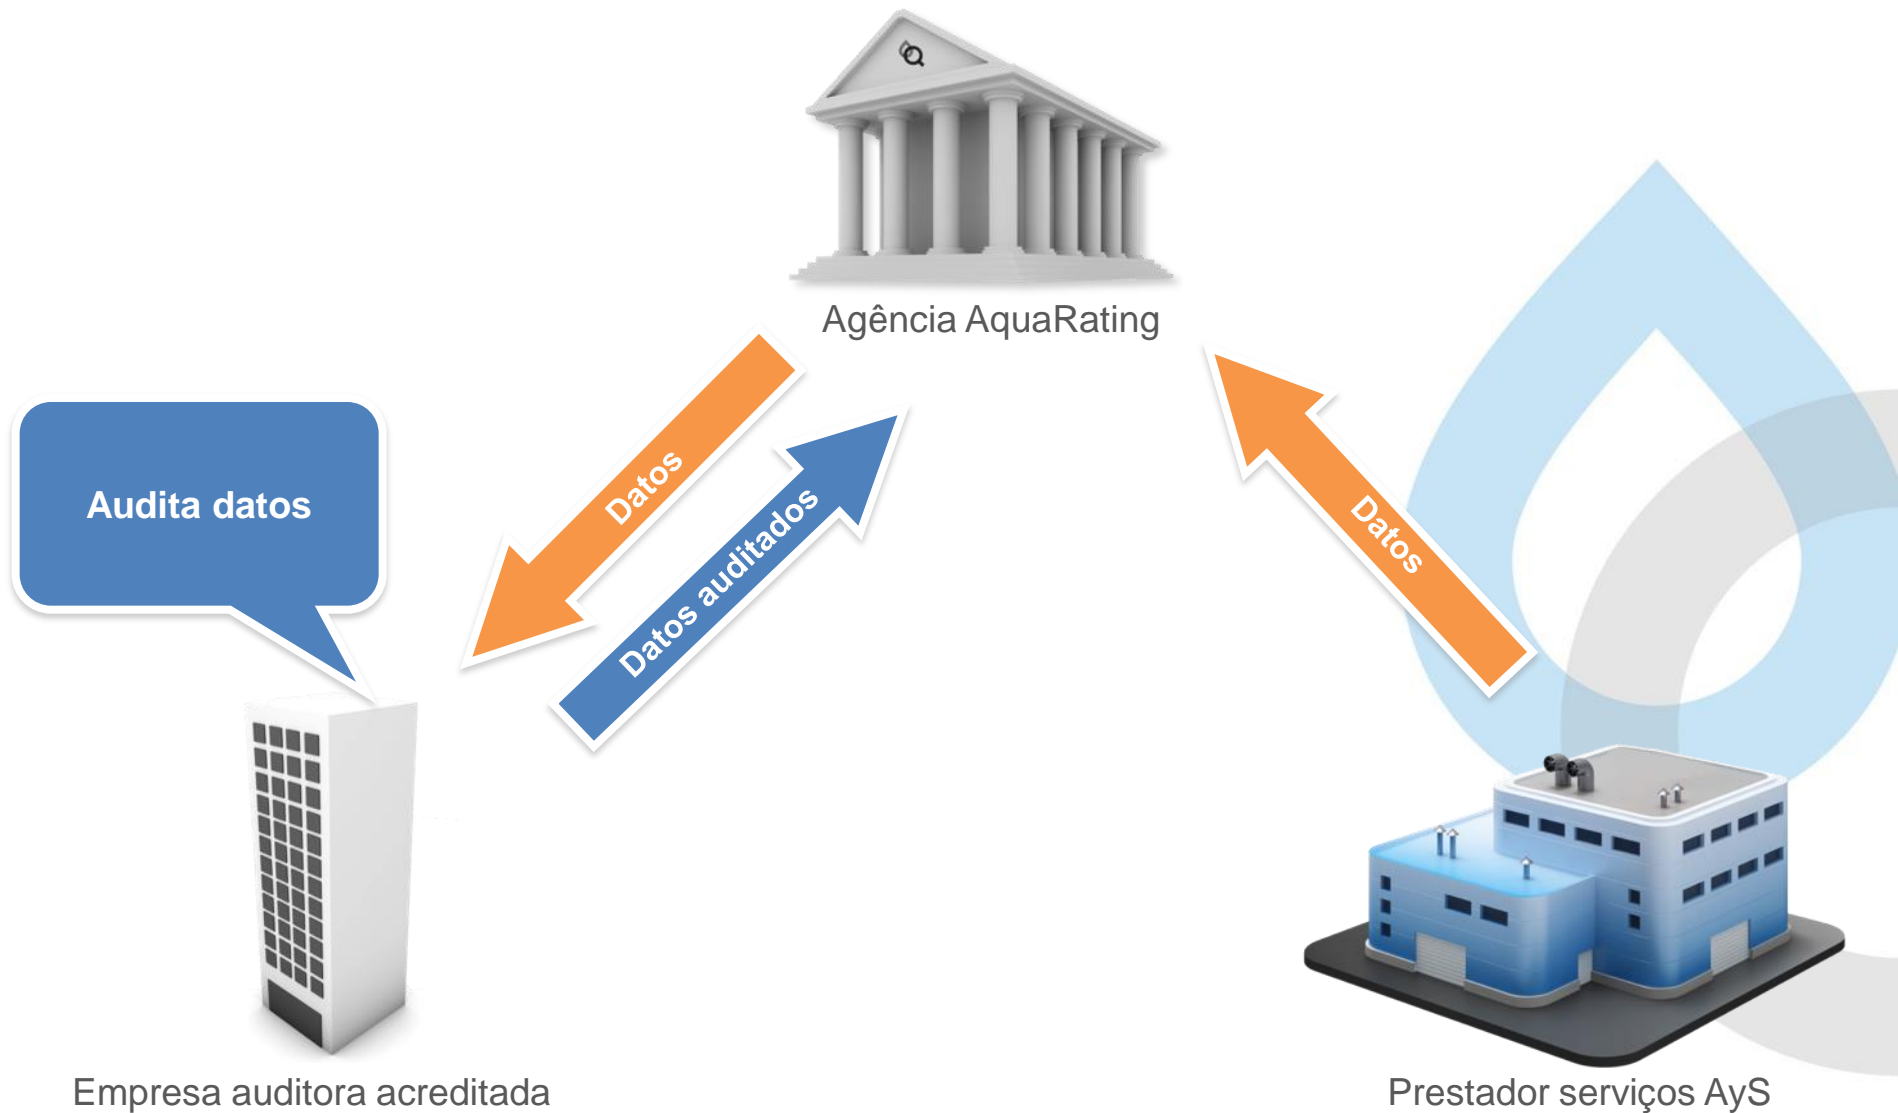 Agência AquaRating
Audita datos
Datos
Datos auditados
Datos
Empresa auditora acreditada
Prestador serviços AyS